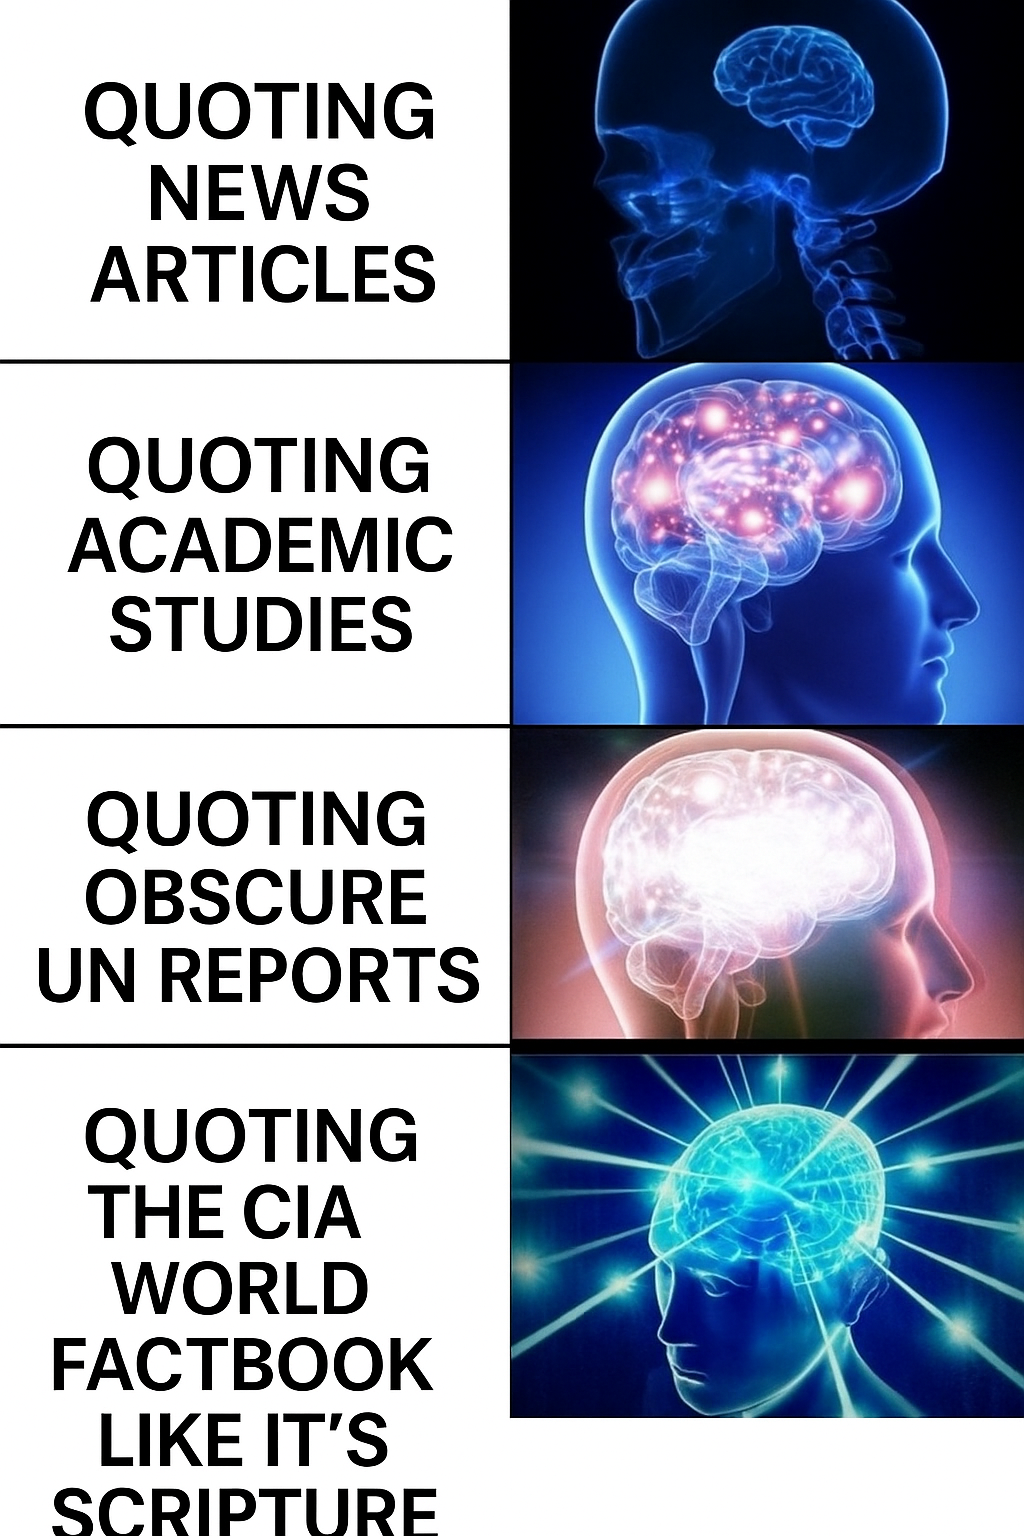 QUOTING
NEWS
ARTICLES
QUOTING
ACADEMIC
STUDIES
QUOTING
OBSCURE
UN REPORTS
QUOTING
THE CIA
WORLD
FACTBOOK
LIKE IT’S
SCRIPTURE